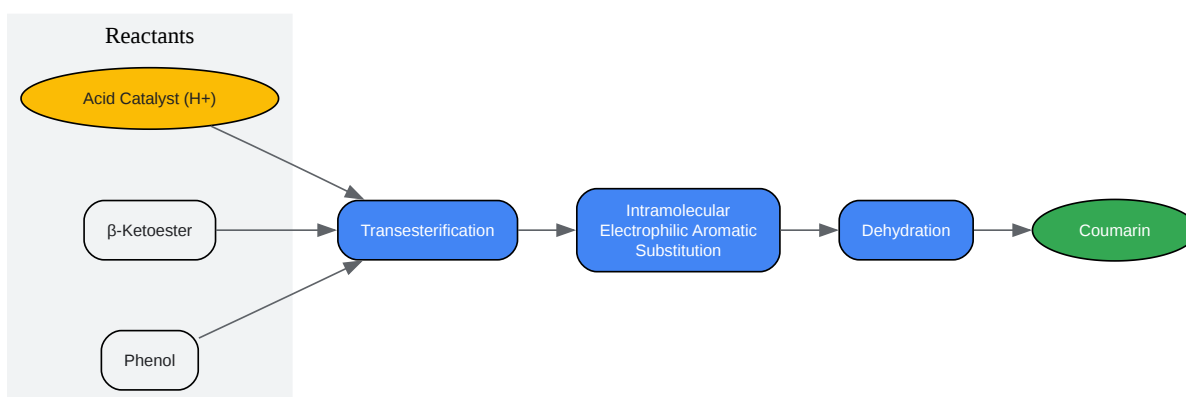 Reactants
Acid Catalyst (H+)
β-Ketoester
Phenol
Transesterification
Intramolecular
Electrophilic Aromatic
Substitution
Dehydration
Coumarin